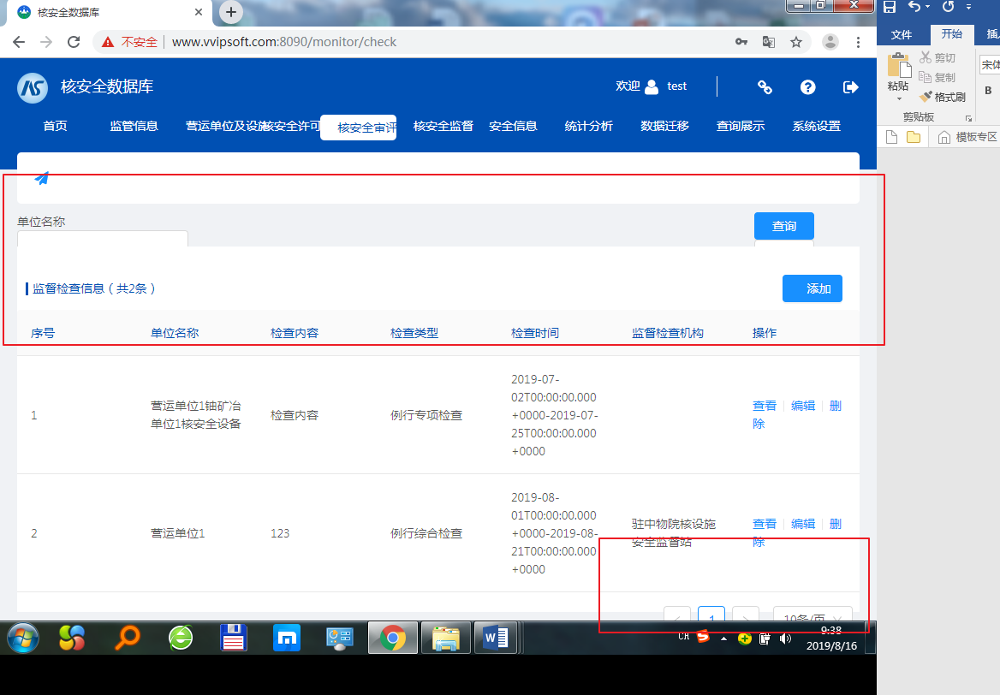 核安全数据库
不安全 www.vvipsoft.com:8090/monitor/check
文件 开始 插
剪切
复制
粘贴
格式刷
剪贴板
宋体
B
模板专区
核安全数据库
欢迎 test
首页 监管信息 营运单位及设施 核安全许可 核安全审评 核安全监督 安全信息 统计分析 数据迁移 查询展示 系统设置
单位名称
查询
监督检查信息（共2条）
添加
序号 单位名称 检查内容 检查类型 检查时间 监督检查机构 操作
1 营运单位1铀矿冶单位1核安全设备 检查内容 例行专项检查 2019-07-02T00:00:00.000+0000-2019-07-25T00:00:00.000+0000 查看 编辑 删除
2 营运单位1 123 例行综合检查 2019-08-01T00:00:00.000+0000-2019-08-21T00:00:00.000+0000 驻中物院核设施安全监督站 查看 编辑 删除
1 10条/页
CH
9:38
2019/8/16